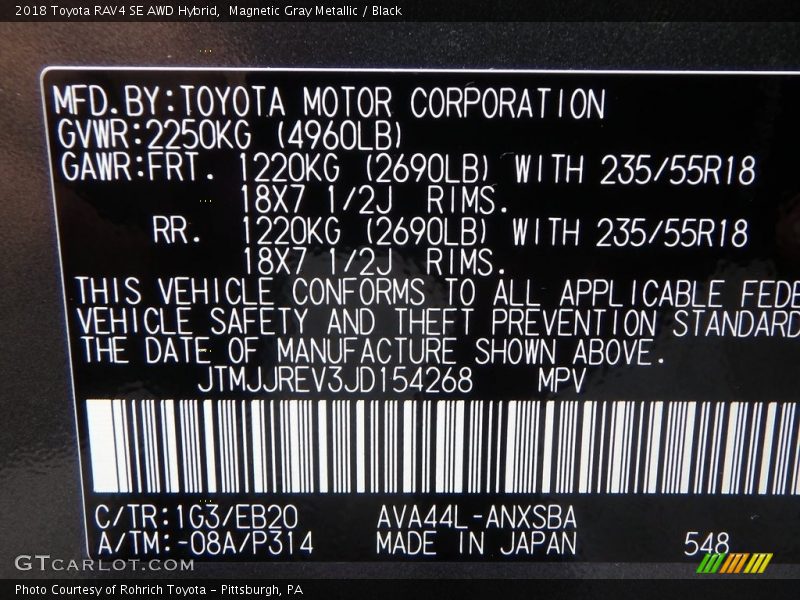 2018 Toyota RAV4 SE AWD Hybrid, Magnetic Gray Metallic / Black
MFD.BY:TOYOTA MOTOR CORPORATION
GVWR:2250KG (4960LB)
GAWR:FRT. 1220KG (2690LB) WITH 235/55R18
18X7 1/2J RIMS.
RR. 1220KG (2690LB) WITH 235/55R18
18X7 1/2J RIMS.
THIS VEHICLE CONFORMS TO ALL APPLICABLE FEDE
VEHICLE SAFETY AND THEFT PREVENTION STANDARD
THE DATE OF MANUFACTURE SHOWN ABOVE.
JTMJJREV3JD154268 MPV
C/TR:1G3/EB20 AVA44L-ANXSBA
A/TM:-08A/P314 MADE IN JAPAN 548
GTCARLOT.COM
Photo Courtesy of Rohrich Toyota - Pittsburgh, PA